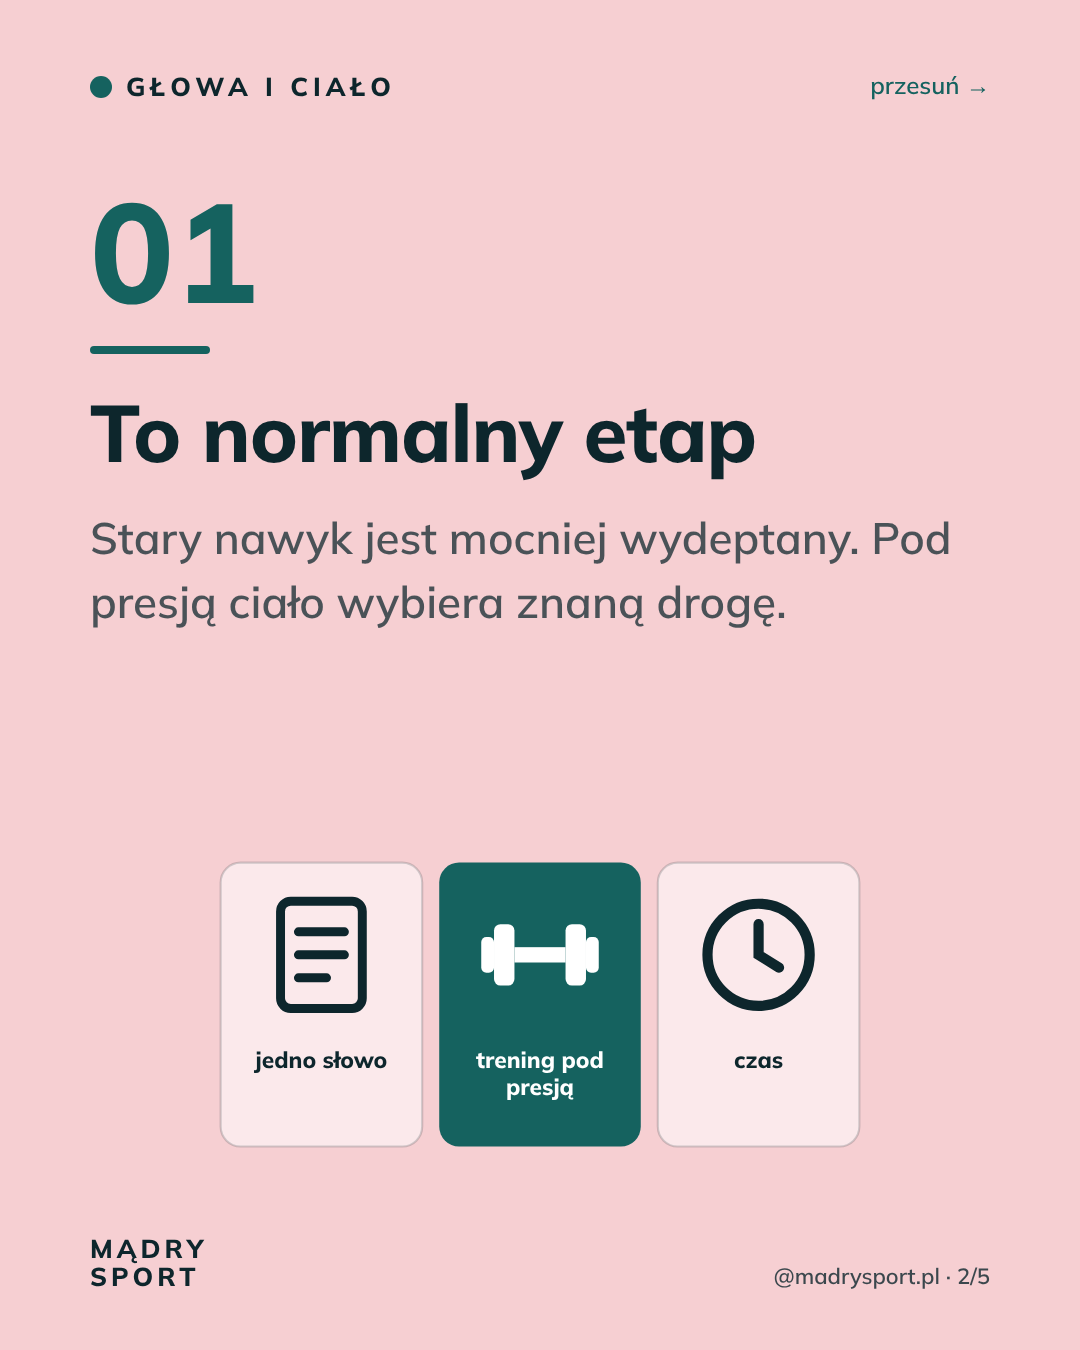 GŁOWA I CIAŁO
przesuń →
01
To normalny etap
Stary nawyk jest mocniej wydeptany. Pod
presją ciało wybiera znaną drogę.
jedno słowo
trening pod
presją
czas
MĄDRY
SPORT
@madrysport.pl · 2/5